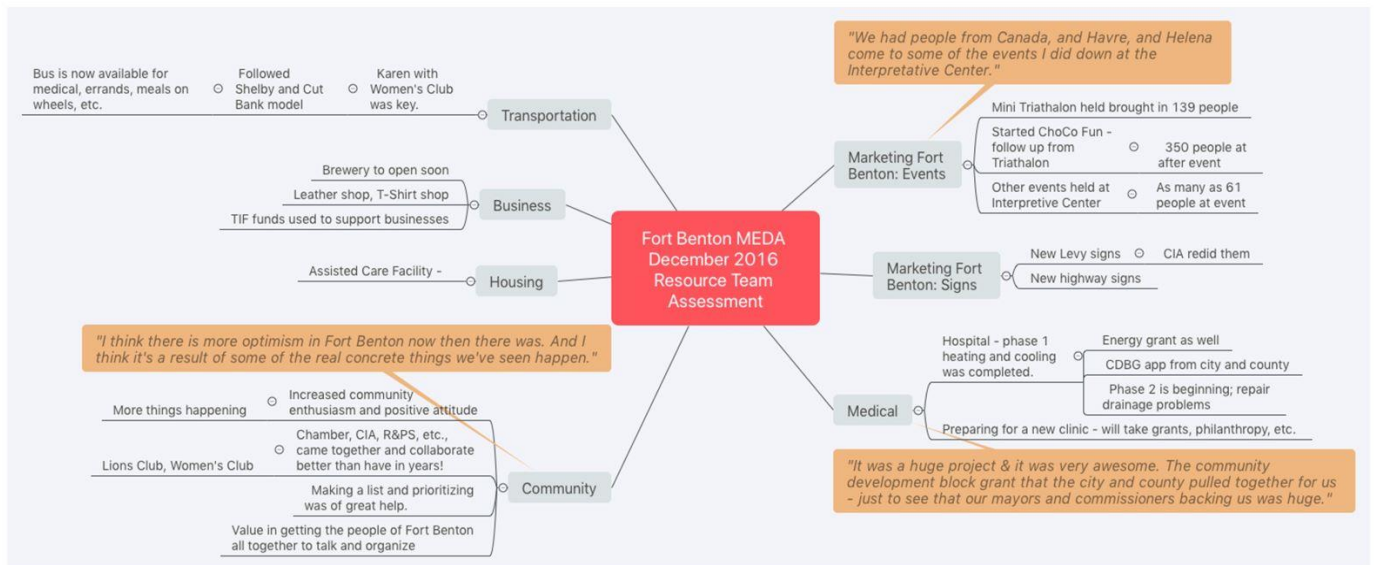 Fort Benton MEDA
December 2016
Resource Team
Assessment
Transportation
Karen with
Women's Club
was key.
Followed
Shelby and Cut
Bank model
Bus is now available for
medical, errands, meals on
wheels, etc.
Business
Brewery to open soon
Leather shop, T-Shirt shop
TIF funds used to support businesses
Housing
Assisted Care Facility -
"I think there is more optimism in Fort Benton now then there was. And I
think it's a result of some of the real concrete things we've seen happen."
Community
Increased community
enthusiasm and positive attitude
More things happening
Chamber, CIA, R&PS, etc.,
came together and collaborate
better than have in years!
Lions Club, Women's Club
Making a list and prioritizing
was of great help.
Value in getting the people of Fort Benton
all together to talk and organize
"We had people from Canada, and Havre, and Helena
come to some of the events I did down at the
Interpretative Center."
Marketing Fort
Benton: Events
Mini Triathalon held brought in 139 people
Started ChoCo Fun -
follow up from
Triathalon
350 people at
after event
Other events held at
Interpretive Center
As many as 61
people at event
Marketing Fort
Benton: Signs
New Levy signs
CIA redid them
New highway signs
Medical
Hospital - phase 1
heating and cooling
was completed.
Energy grant as well
CDBG app from city and county
Phase 2 is beginning; repair
drainage problems
Preparing for a new clinic - will take grants, philanthropy, etc.
"It was a huge project & it was very awesome. The community
development block grant that the city and county pulled together for us
- just to see that our mayors and commissioners backing us was huge."